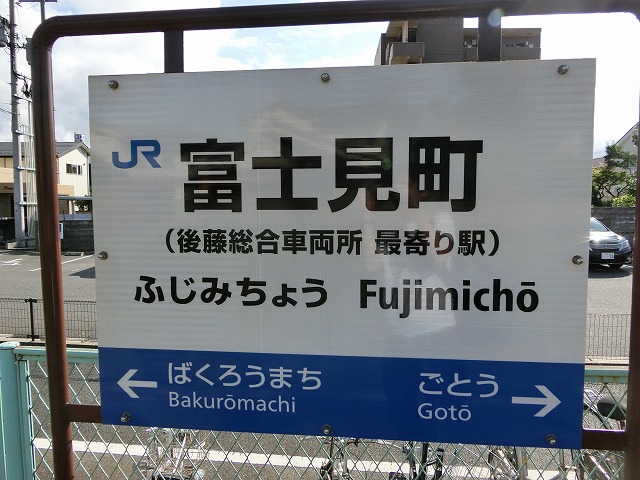 JR 富士見町
（後藤総合車両所 最寄り駅）
ふじみちょう Fujimichō
← ばくろうまち ごとう →
Bakurōmachi Gotō